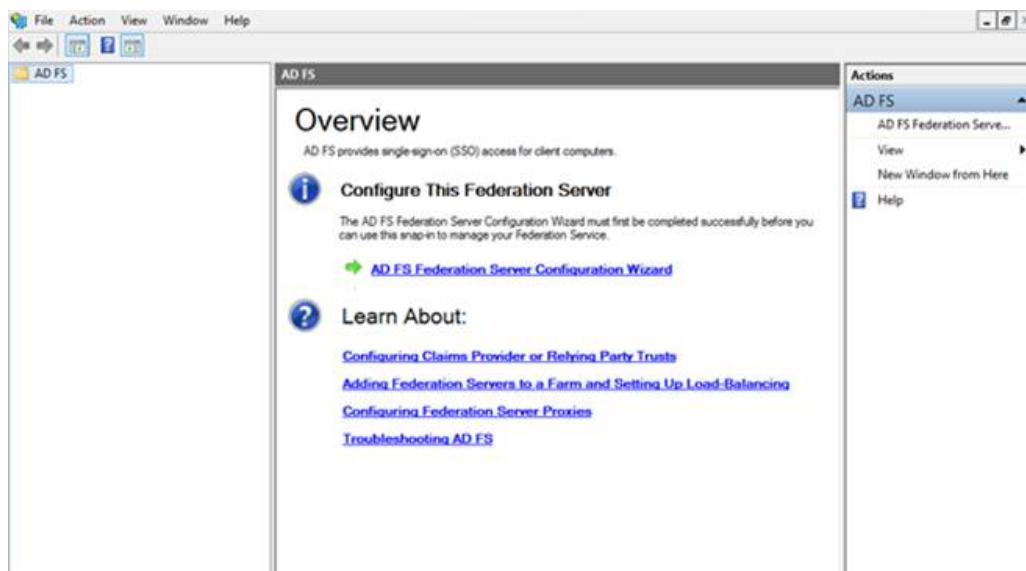 File Action View Window Help
AD FS
AD FS
Overview
AD FS provides single-sign-on (SSO) access for client computers.
Configure This Federation Server
The AD FS Federation Server Configuration Wizard must first be completed successfully before you
can use this snap-in to manage your Federation Service.
AD FS Federation Server Configuration Wizard
Learn About:
Configuring Claims Provider or Relying Party Trusts
Adding Federation Servers to a Farm and Setting Up Load-Balancing
Configuring Federation Server Proxies
Troubleshooting AD FS
Actions
AD FS
AD FS Federation Serve...
View
New Window from Here
Help